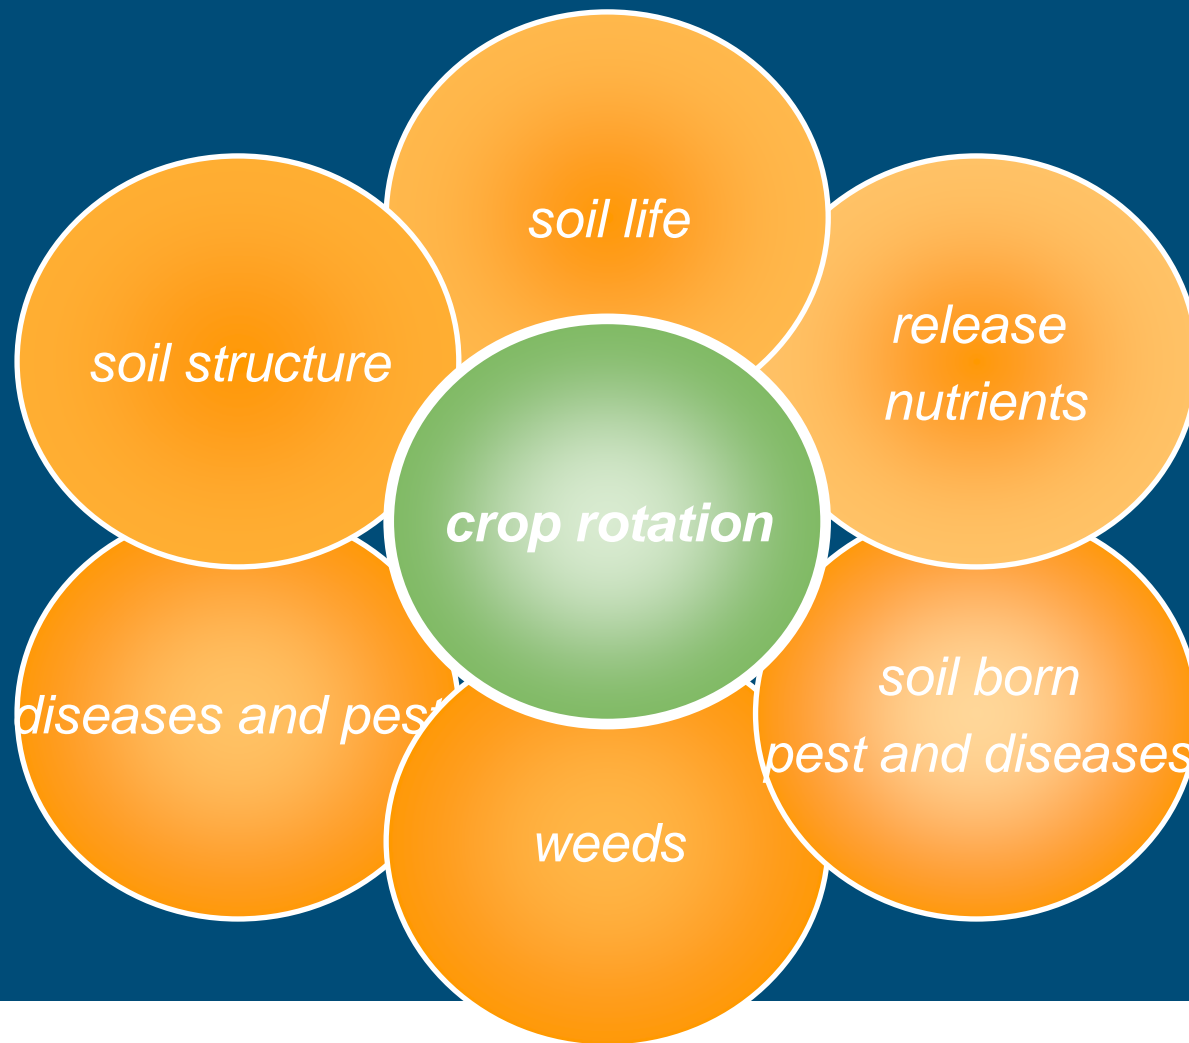 soil life
release
nutrients
soil structure
crop rotation
soil born
pest and diseases
diseases and pest
weeds